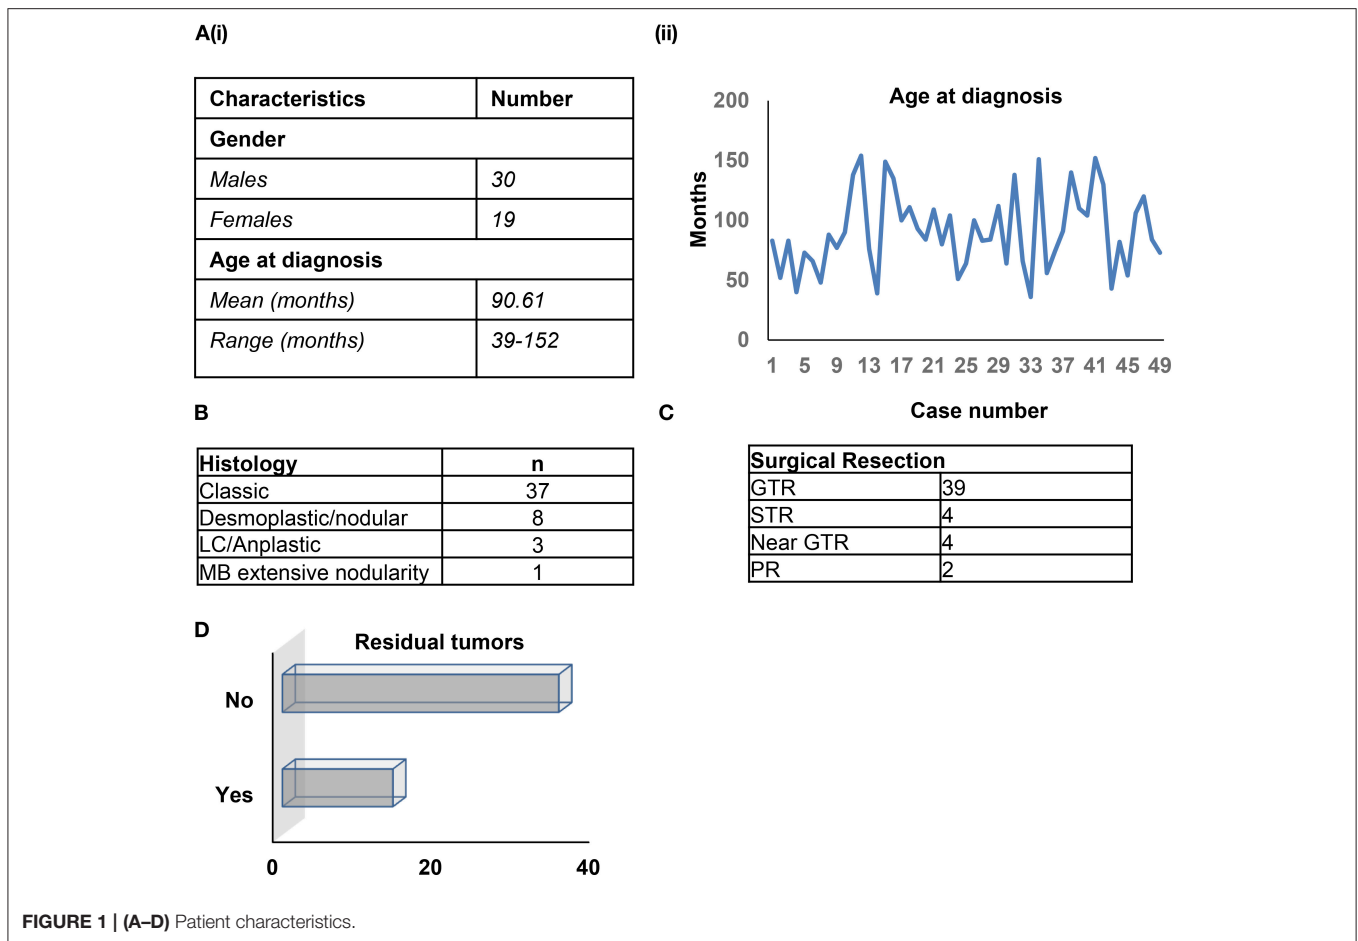 A(i)
Characteristics Number
Gender
Males 30
Females 19
Age at diagnosis
Mean (months) 90.61
Range (months) 39-152
(ii)
Age at diagnosis
Months
200
150
100
50
0
1 5 9 13 17 21 25 29 33 37 41 45 49
Case number
B
Histology n
Classic 37
Desmoplastic/nodular 8
LC/Anplastic 3
MB extensive nodularity 1
C
Surgical Resection
GTR 39
STR 4
Near GTR 4
PR 2
D
Residual tumors
No
Yes
0 20 40
FIGURE 1 | (A–D) Patient characteristics.